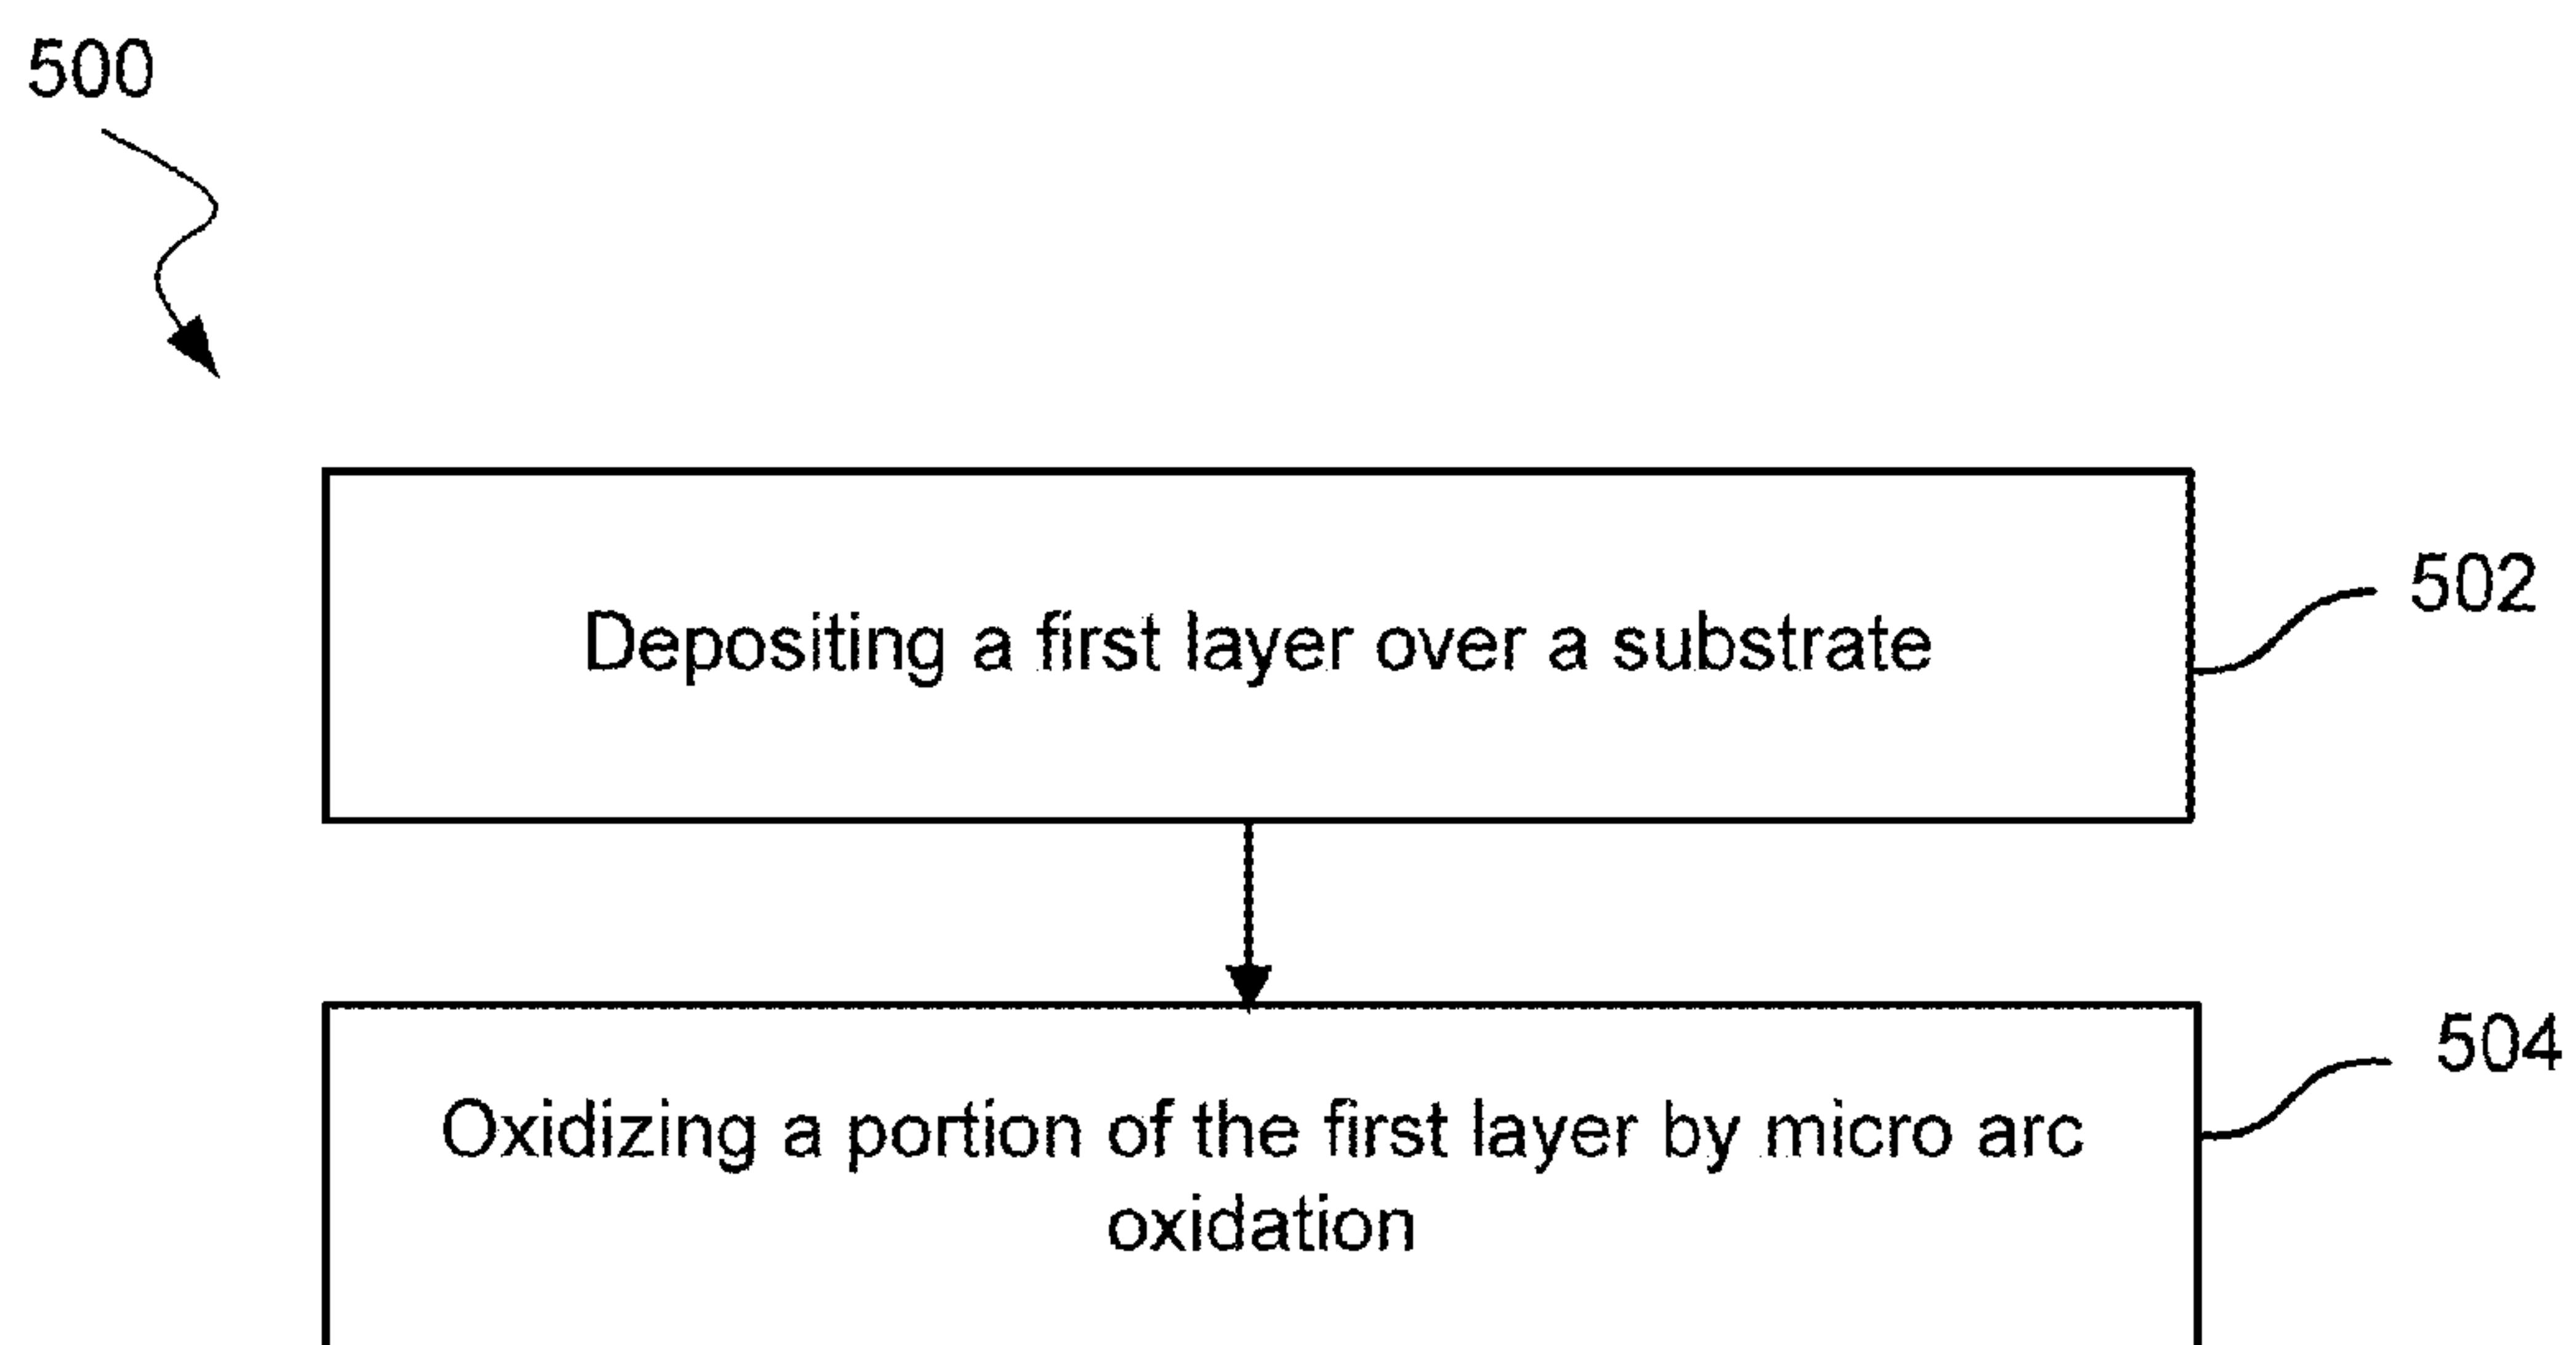 500
Depositing a first layer over a substrate
502
Oxidizing a portion of the first layer by micro arc
oxidation
504